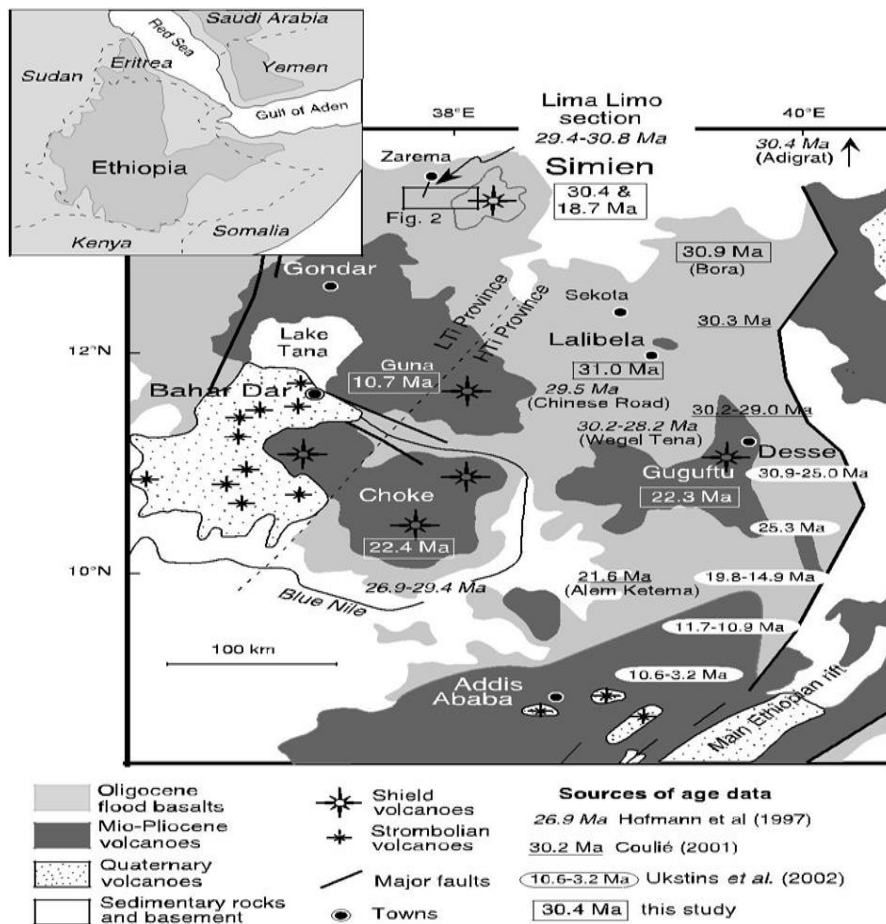 Saudi Arabia
Red Sea
Sudan
Eritrea
Yemen
Gulf of Aden
Ethiopia
Somalia
Kenya
38°E
40°E
Lima Limo
section
29.4-30.8 Ma
30.4 Ma
(Adigrat)
Zarema
Simien
30.4 &
18.7 Ma
Fig. 2
30.9 Ma
(Bora)
Gondar
LTi Province
HTi Province
Sekota
30.3 Ma
Lake
Tana
Lalibela
12°N
Guna
31.0 Ma
10.7 Ma
Bahar Dar
29.5 Ma
(Chinese Road)
30.2-29.0 Ma
30.2-28.2 Ma
(Wegel Tena)
Desse
Guguftu
30.9-25.0 Ma
Choke
22.3 Ma
25.3 Ma
22.4 Ma
10°N
26.9-29.4 Ma
21.6 Ma
(Alem Ketema)
19.8-14.9 Ma
Blue Nile
11.7-10.9 Ma
100 km
10.6-3.2 Ma
Addis
Ababa
Main Ethiopian rift
Oligocene
flood basalts
Mio-Pliocene
volcanoes
Quaternary
volcanoes
Sedimentary rocks
and basement
Shield
volcanoes
Strombolian
volcanoes
Major faults
Towns
Sources of age data
26.9 Ma Hofmann et al (1997)
30.2 Ma Coulié (2001)
10.6-3.2 Ma Ukstins et al. (2002)
30.4 Ma this study